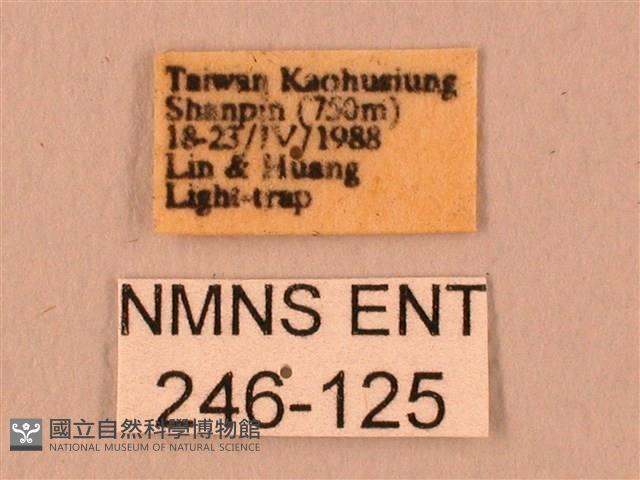 Taiwan Kaohusiung
Shanpin (750m)
18-23/IV/1988
Lin & Huang
Light-trap
NMNS ENT
246-125
國立自然科學博物館
NATIONAL MUSEUM OF NATURAL SCIENCE